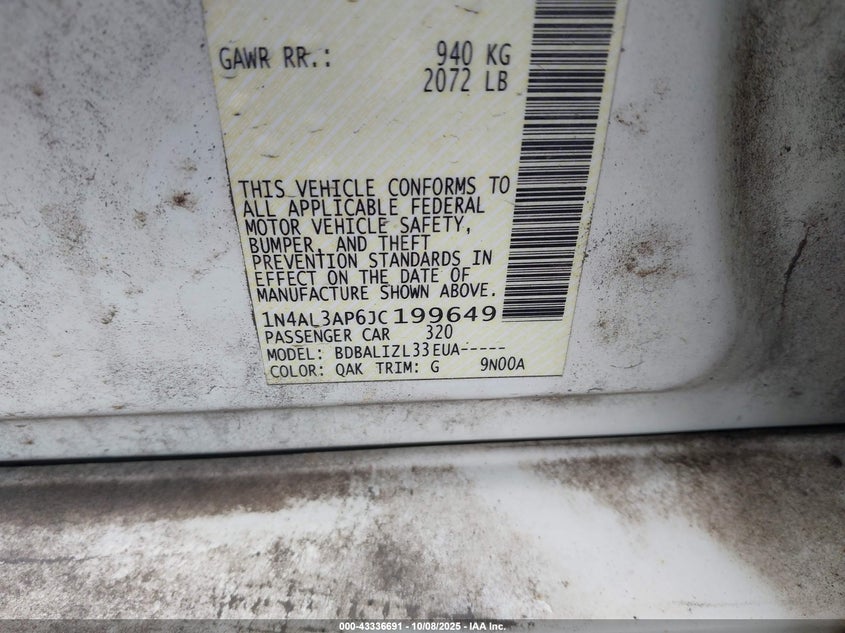 GAWR RR.: 940 KG
2072 LB
THIS VEHICLE CONFORMS TO
ALL APPLICABLE FEDERAL
MOTOR VEHICLE SAFETY,
BUMPER, AND THEFT
PREVENTION STANDARDS IN
EFFECT ON THE DATE OF
MANUFACTURE SHOWN ABOVE.
1N4AL3AP6JC199649
PASSENGER CAR 320
MODEL: BDBALIZL33EUA-----
COLOR: QAK TRIM: G 9N00A
000-43336691 - 10/08/2025 - IAA Inc.